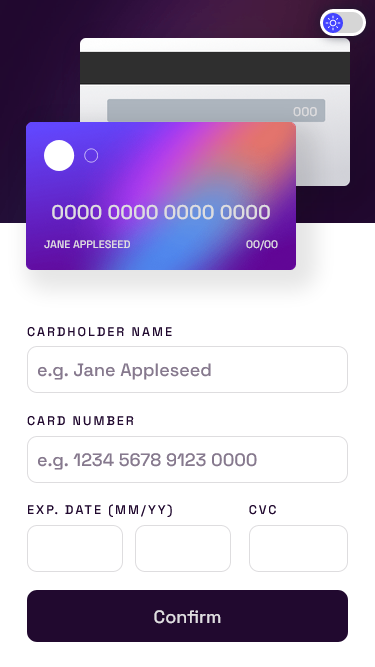 000
0000 0000 0000 0000
JANE APPLESEED 00/00
CARDHOLDER NAME
e.g. Jane Appleseed
CARD NUMBER
e.g. 1234 5678 9123 0000
EXP. DATE (MM/YY) CVC
Confirm